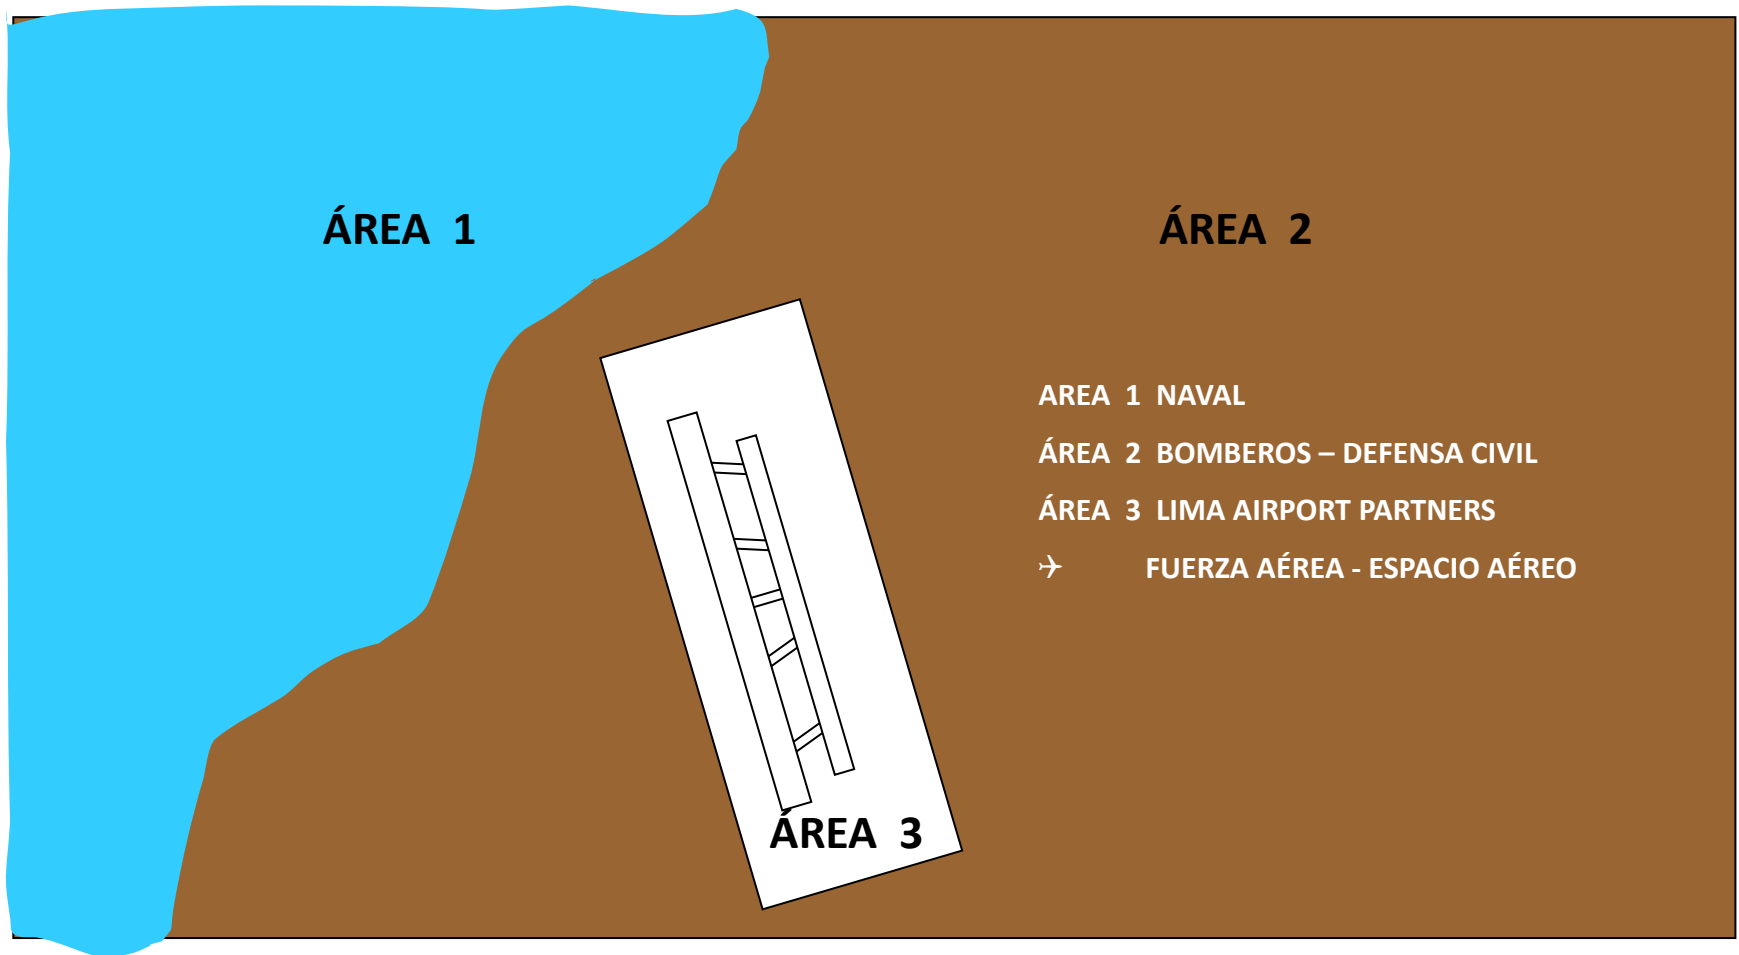 ÁREA 1
ÁREA 2
AREA 1 NAVAL
ÁREA 2 BOMBEROS – DEFENSA CIVIL
ÁREA 3 LIMA AIRPORT PARTNERS
✈ FUERZA AÉREA - ESPACIO AÉREO
ÁREA 3